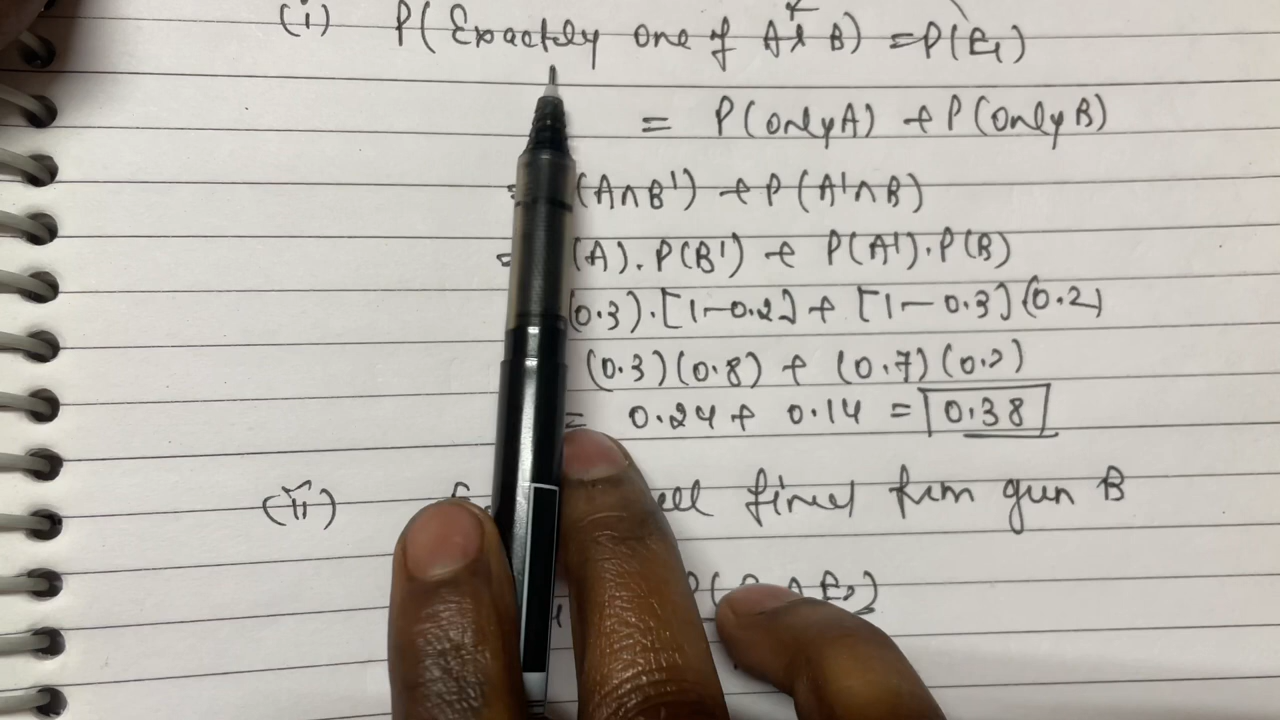 (i) P(Exactly one of A & B) = P(E₁)
= P(only A) + P(only B)
= (A∩B') + P(A'∩B)
= (A).P(B') + P(A').P(B)
(0.3).[1-0.2] + [1-0.3](0.2)
(0.3)(0.8) + (0.7)(0.2)
= 0.24 + 0.14 = 0.38
(ii) fired from gun B